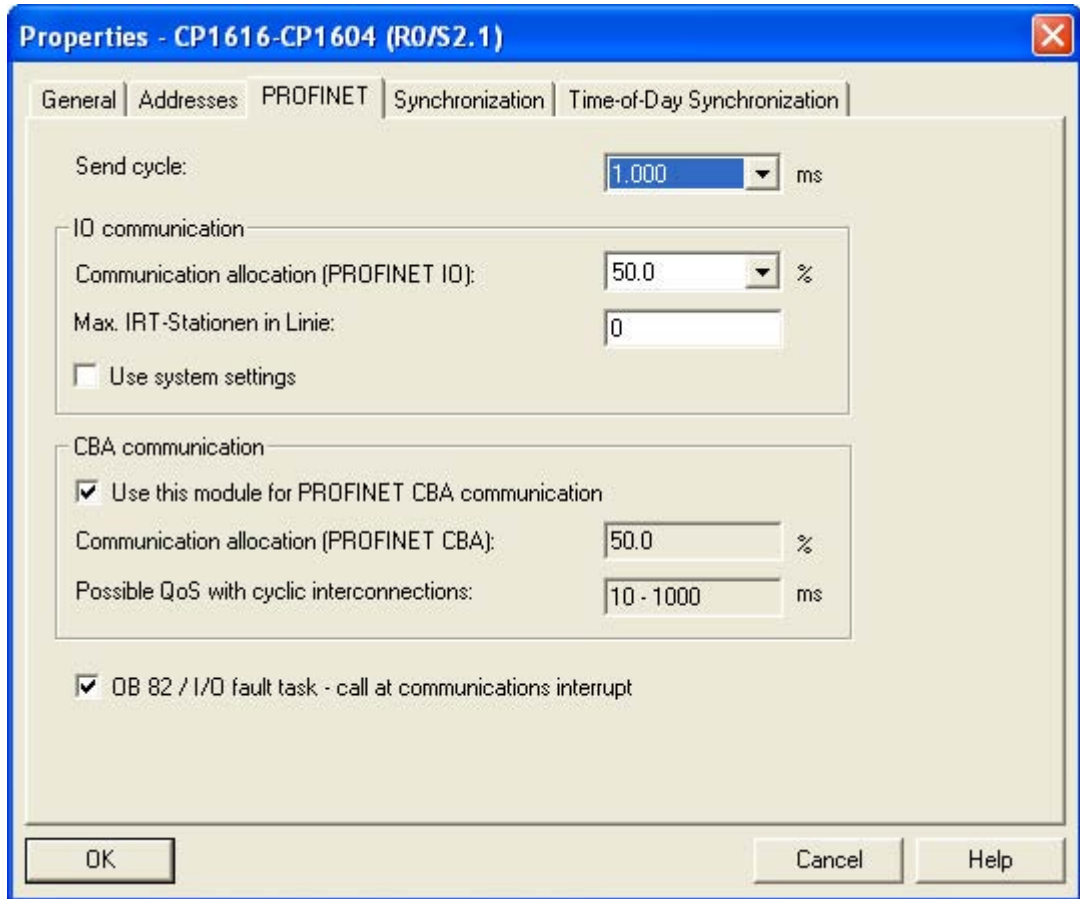 Properties - CP1616-CP1604 (R0/S2.1)
General Addresses PROFINET Synchronization Time-of-Day Synchronization
Send cycle: 1.000 ms
IO communication
Communication allocation (PROFINET IO): 50.0 %
Max. IRT-Stationen in Linie: 0
Use system settings
CBA communication
Use this module for PROFINET CBA communication
Communication allocation (PROFINET CBA): 50.0 %
Possible QoS with cyclic interconnections: 10 - 1000 ms
OB 82 / I/O fault task - call at communications interrupt
OK Cancel Help